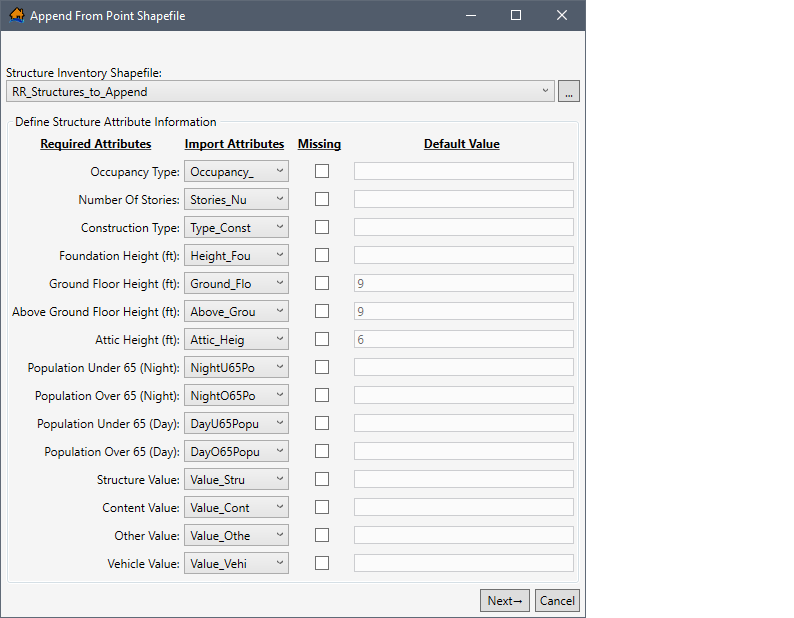 Append From Point Shapefile
Structure Inventory Shapefile:
RR_Structures_to_Append
...
Define Structure Attribute Information
Required Attributes Import Attributes Missing Default Value
Occupancy Type: Occupancy_
Number Of Stories: Stories_Nu
Construction Type: Type_Const
Foundation Height (ft): Height_Fou
Ground Floor Height (ft): Ground_Flo 9
Above Ground Floor Height (ft): Above_Grou 9
Attic Height (ft): Attic_Heig 6
Population Under 65 (Night): NightU65Po
Population Over 65 (Night): NightO65Po
Population Under 65 (Day): DayU65Popu
Population Over 65 (Day): DayO65Popu
Structure Value: Value_Stru
Content Value: Value_Cont
Other Value: Value_Othe
Vehicle Value: Value_Vehi
Next→ Cancel